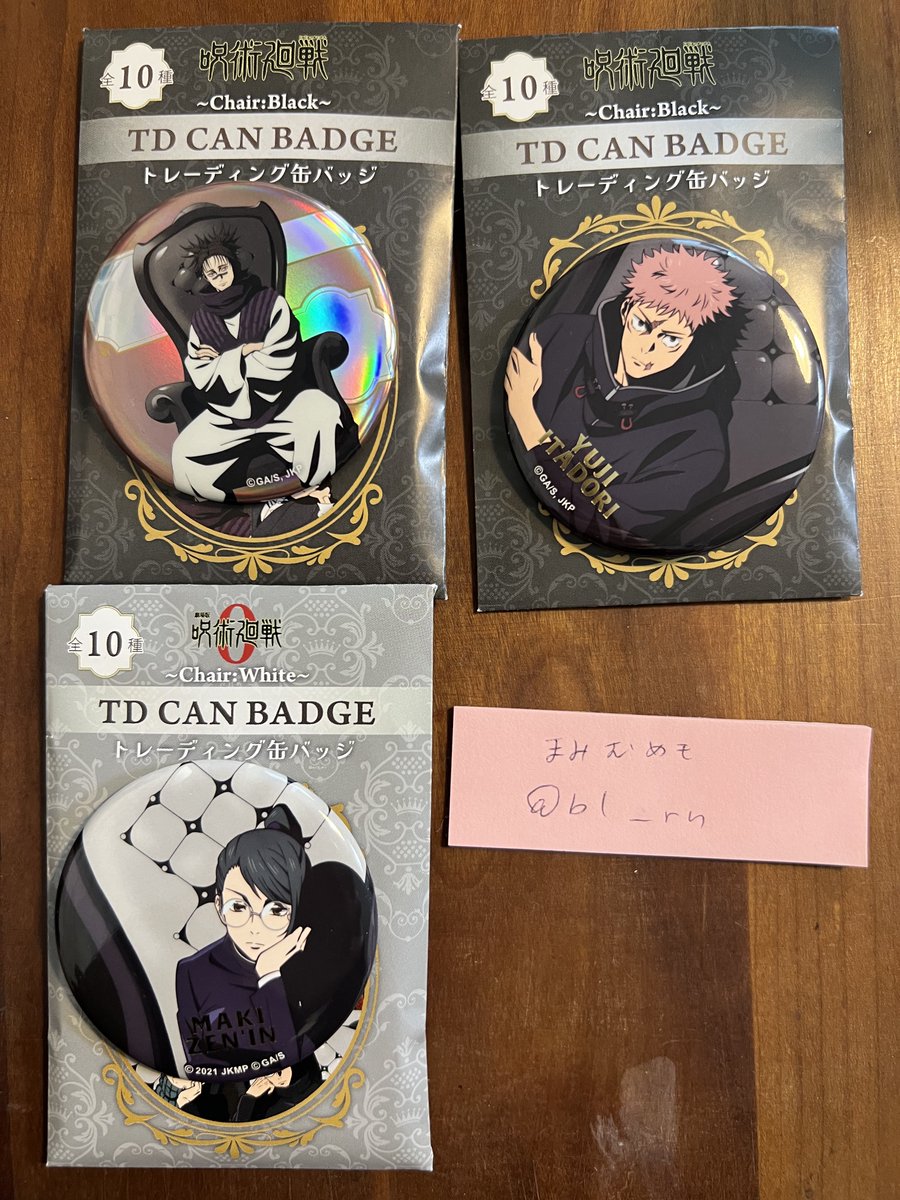 全10種
呪術廻戦
~Chair:Black~
TD CAN BADGE
トレーディング缶バッジ
©GA/S, JKP
全10種
呪術廻戦
~Chair:Black~
TD CAN BADGE
トレーディング缶バッジ
YUJI
ITADORI
©GA/S, JKP
全10種
劇場版
呪術廻戦
0
~Chair:White~
TD CAN BADGE
トレーディング缶バッジ
MAKI
ZEN'IN
© 2021 JKMP ©GA/S
まみむめも
@bl_rn